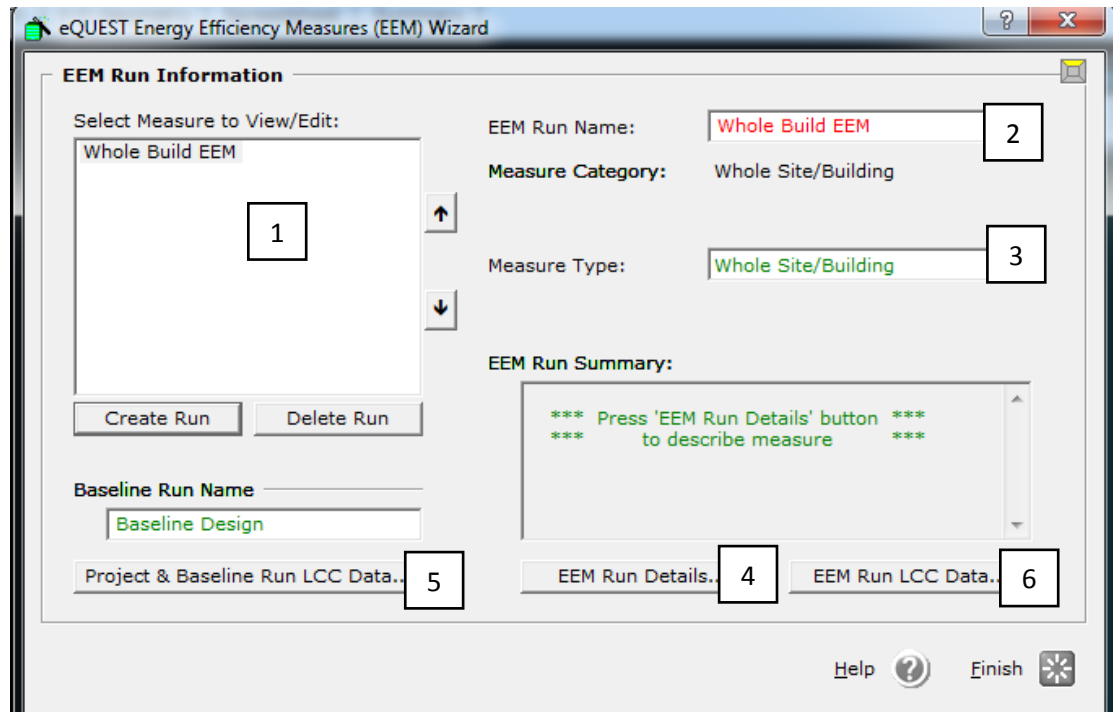 eQUEST Energy Efficiency Measures (EEM) Wizard
EEM Run Information
Select Measure to View/Edit:
Whole Build EEM
1
Create Run
Delete Run
Baseline Run Name
Baseline Design
Project & Baseline Run LCC Data..
5
EEM Run Name:
Whole Build EEM
2
Measure Category:
Whole Site/Building
Measure Type:
Whole Site/Building
3
EEM Run Summary:
*** Press 'EEM Run Details' button ***
*** to describe measure ***
EEM Run Details..
4
EEM Run LCC Data..
6
Help
Finish